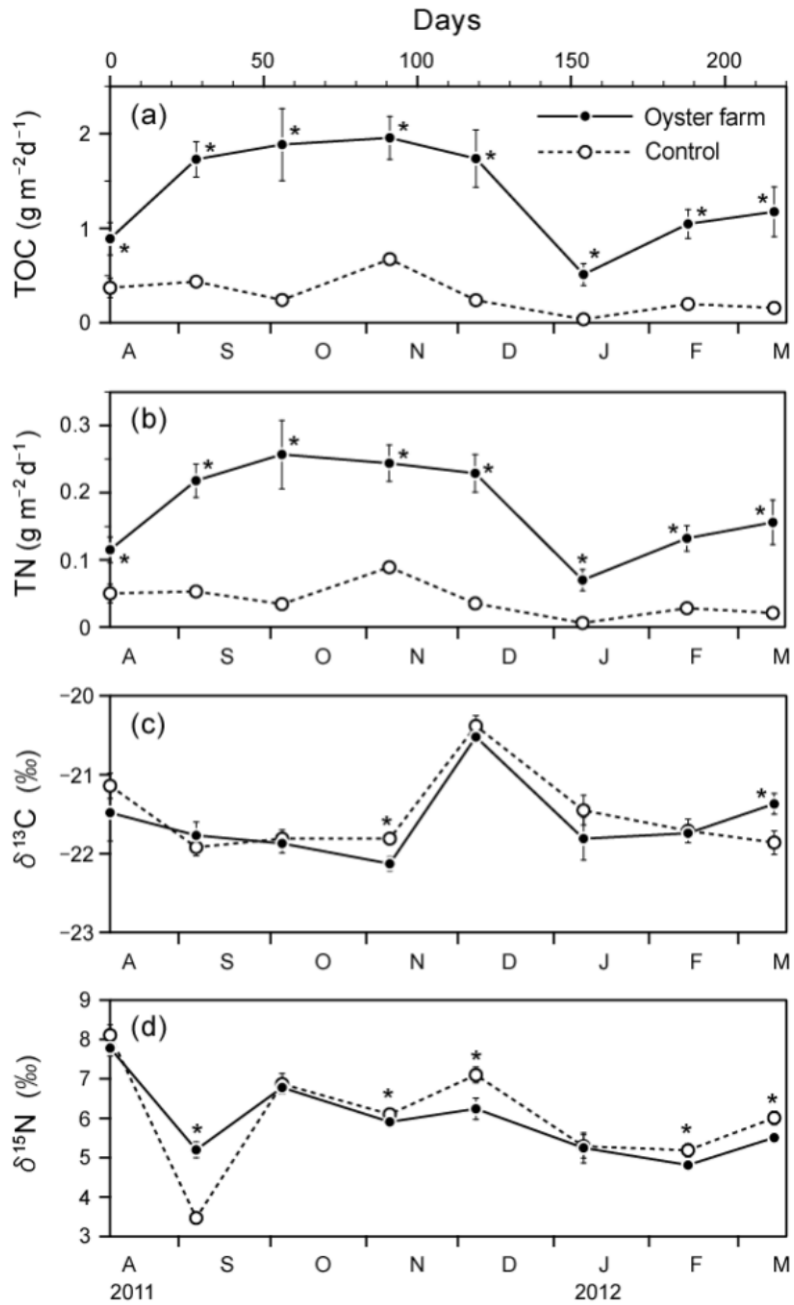 Days
0 50 100 150 200
(a)
Oyster farm
Control
TOC (g m⁻²d⁻¹)
2
1
0
* * * * * * * *
A S O N D J F M
(b)
TN (g m⁻²d⁻¹)
0.3
0.2
0.1
0
* * * * * * * *
A S O N D J F M
(c)
δ¹³C (‰)
−20
−21
−22
−23
* *
A S O N D J F M
(d)
δ¹⁵N (‰)
9
8
7
6
5
4
3
* * * * *
A S O N D J F M
2011 2012